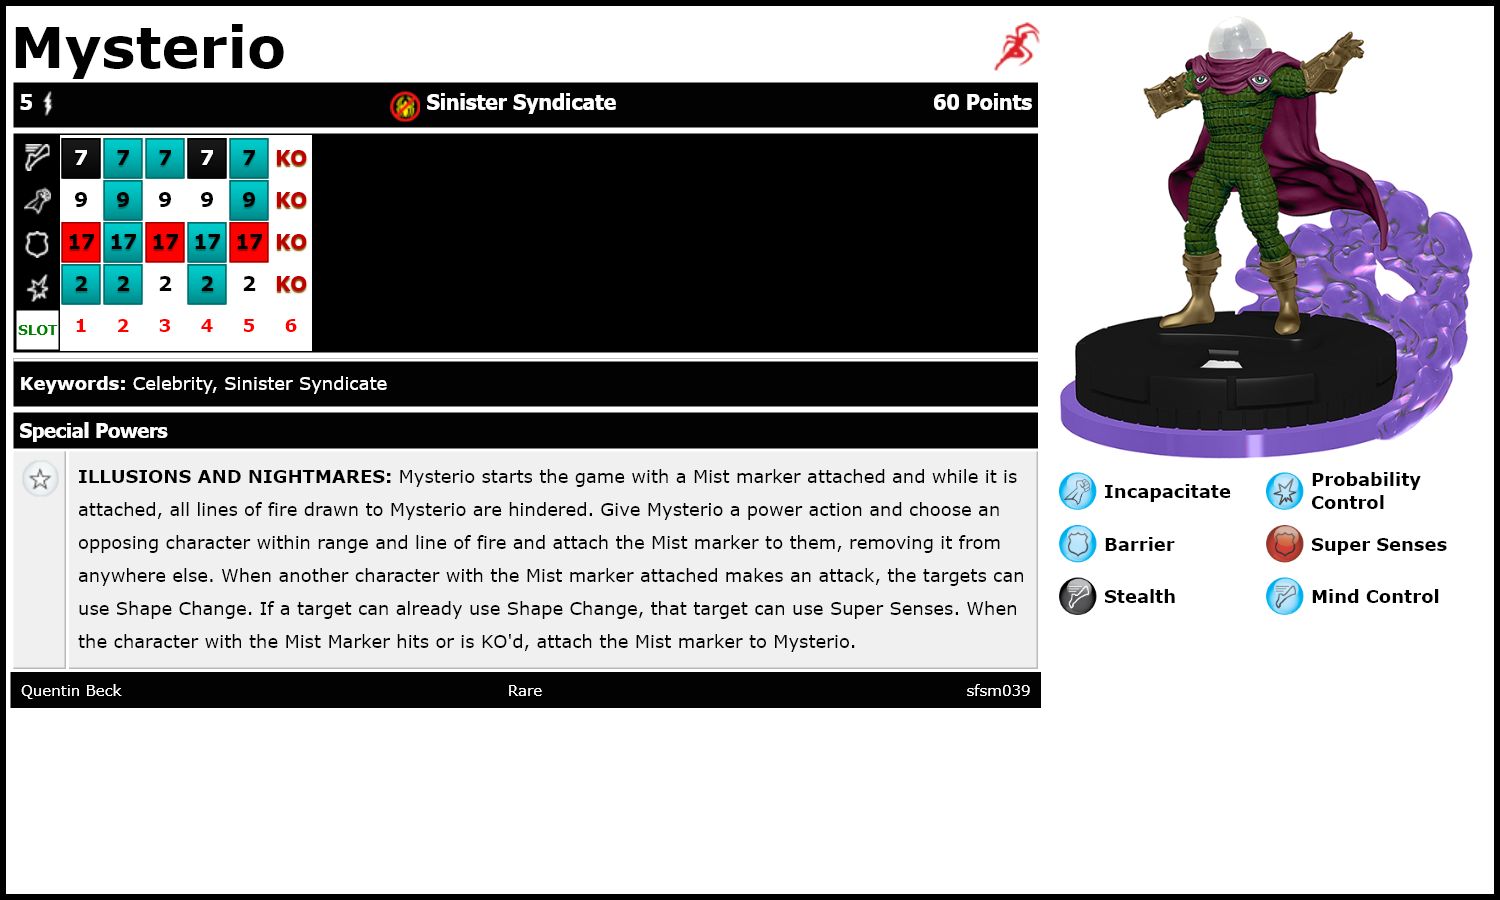 Mysterio
5 Sinister Syndicate 60 Points
7 7 7 7 7 KO
9 9 9 9 9 KO
17 17 17 17 17 KO
2 2 2 2 2 KO
SLOT 1 2 3 4 5 6
Keywords: Celebrity, Sinister Syndicate
Special Powers
ILLUSIONS AND NIGHTMARES: Mysterio starts the game with a Mist marker attached and while it is
attached, all lines of fire drawn to Mysterio are hindered. Give Mysterio a power action and choose an
opposing character within range and line of fire and attach the Mist marker to them, removing it from
anywhere else. When another character with the Mist marker attached makes an attack, the targets can
use Shape Change. If a target can already use Shape Change, that target can use Super Senses. When
the character with the Mist Marker hits or is KO'd, attach the Mist marker to Mysterio.
Quentin Beck Rare sfsm039
Incapacitate
Probability
Control
Barrier
Super Senses
Stealth
Mind Control